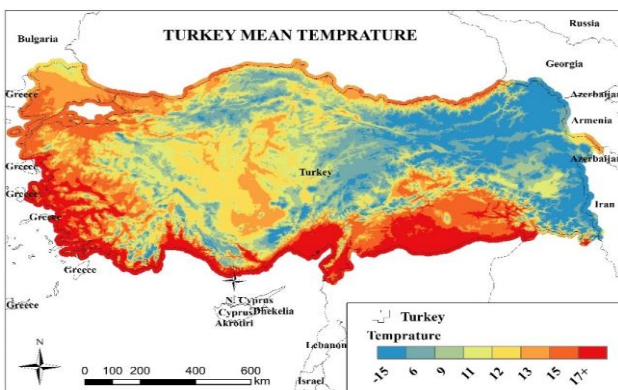 TURKEY MEAN TEMPRATURE
Russia
Bulgaria
Georgia
Greece
Azerbaijan
Armenia
Azerbaijan
Greece
Turkey
Greece
Iran
Greece
Greece
Greece
N. Cyprus
Cyprus
Dhekelia
Akrotiri
Lebanon
Israel
N
0 100 200 300 400 500 600
km
Turkey
Temprature
-15 6 9 11 12 13 15 17+